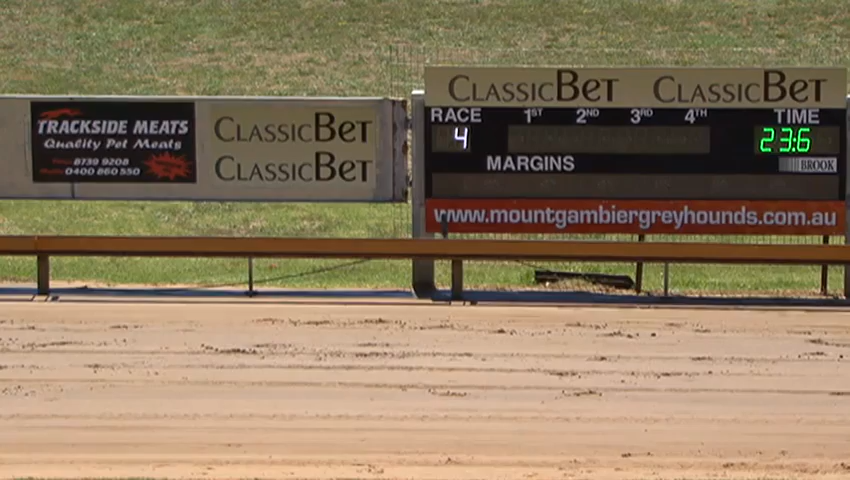 TRACKSIDE MEATS
Quality Pet Meats
8739 9208
0400 860 550
CLASSICBET
CLASSICBET
CLASSICBET CLASSICBET
RACE 1ST 2ND 3RD 4TH TIME
4 23:6
MARGINS BROOK
www.mountgambiergreyhounds.com.au